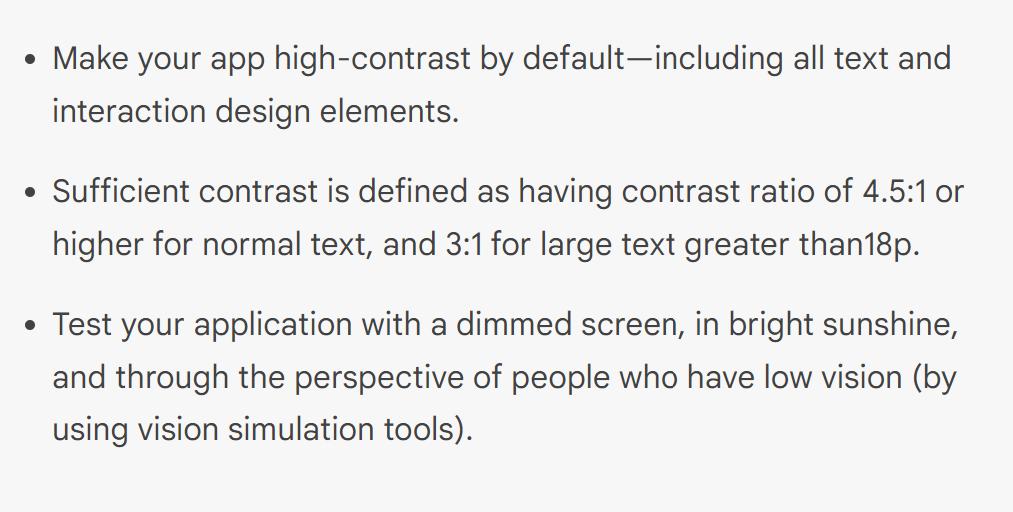 • Make your app high-contrast by default—including all text and
interaction design elements.
• Sufficient contrast is defined as having contrast ratio of 4.5:1 or
higher for normal text, and 3:1 for large text greater than18p.
• Test your application with a dimmed screen, in bright sunshine,
and through the perspective of people who have low vision (by
using vision simulation tools).